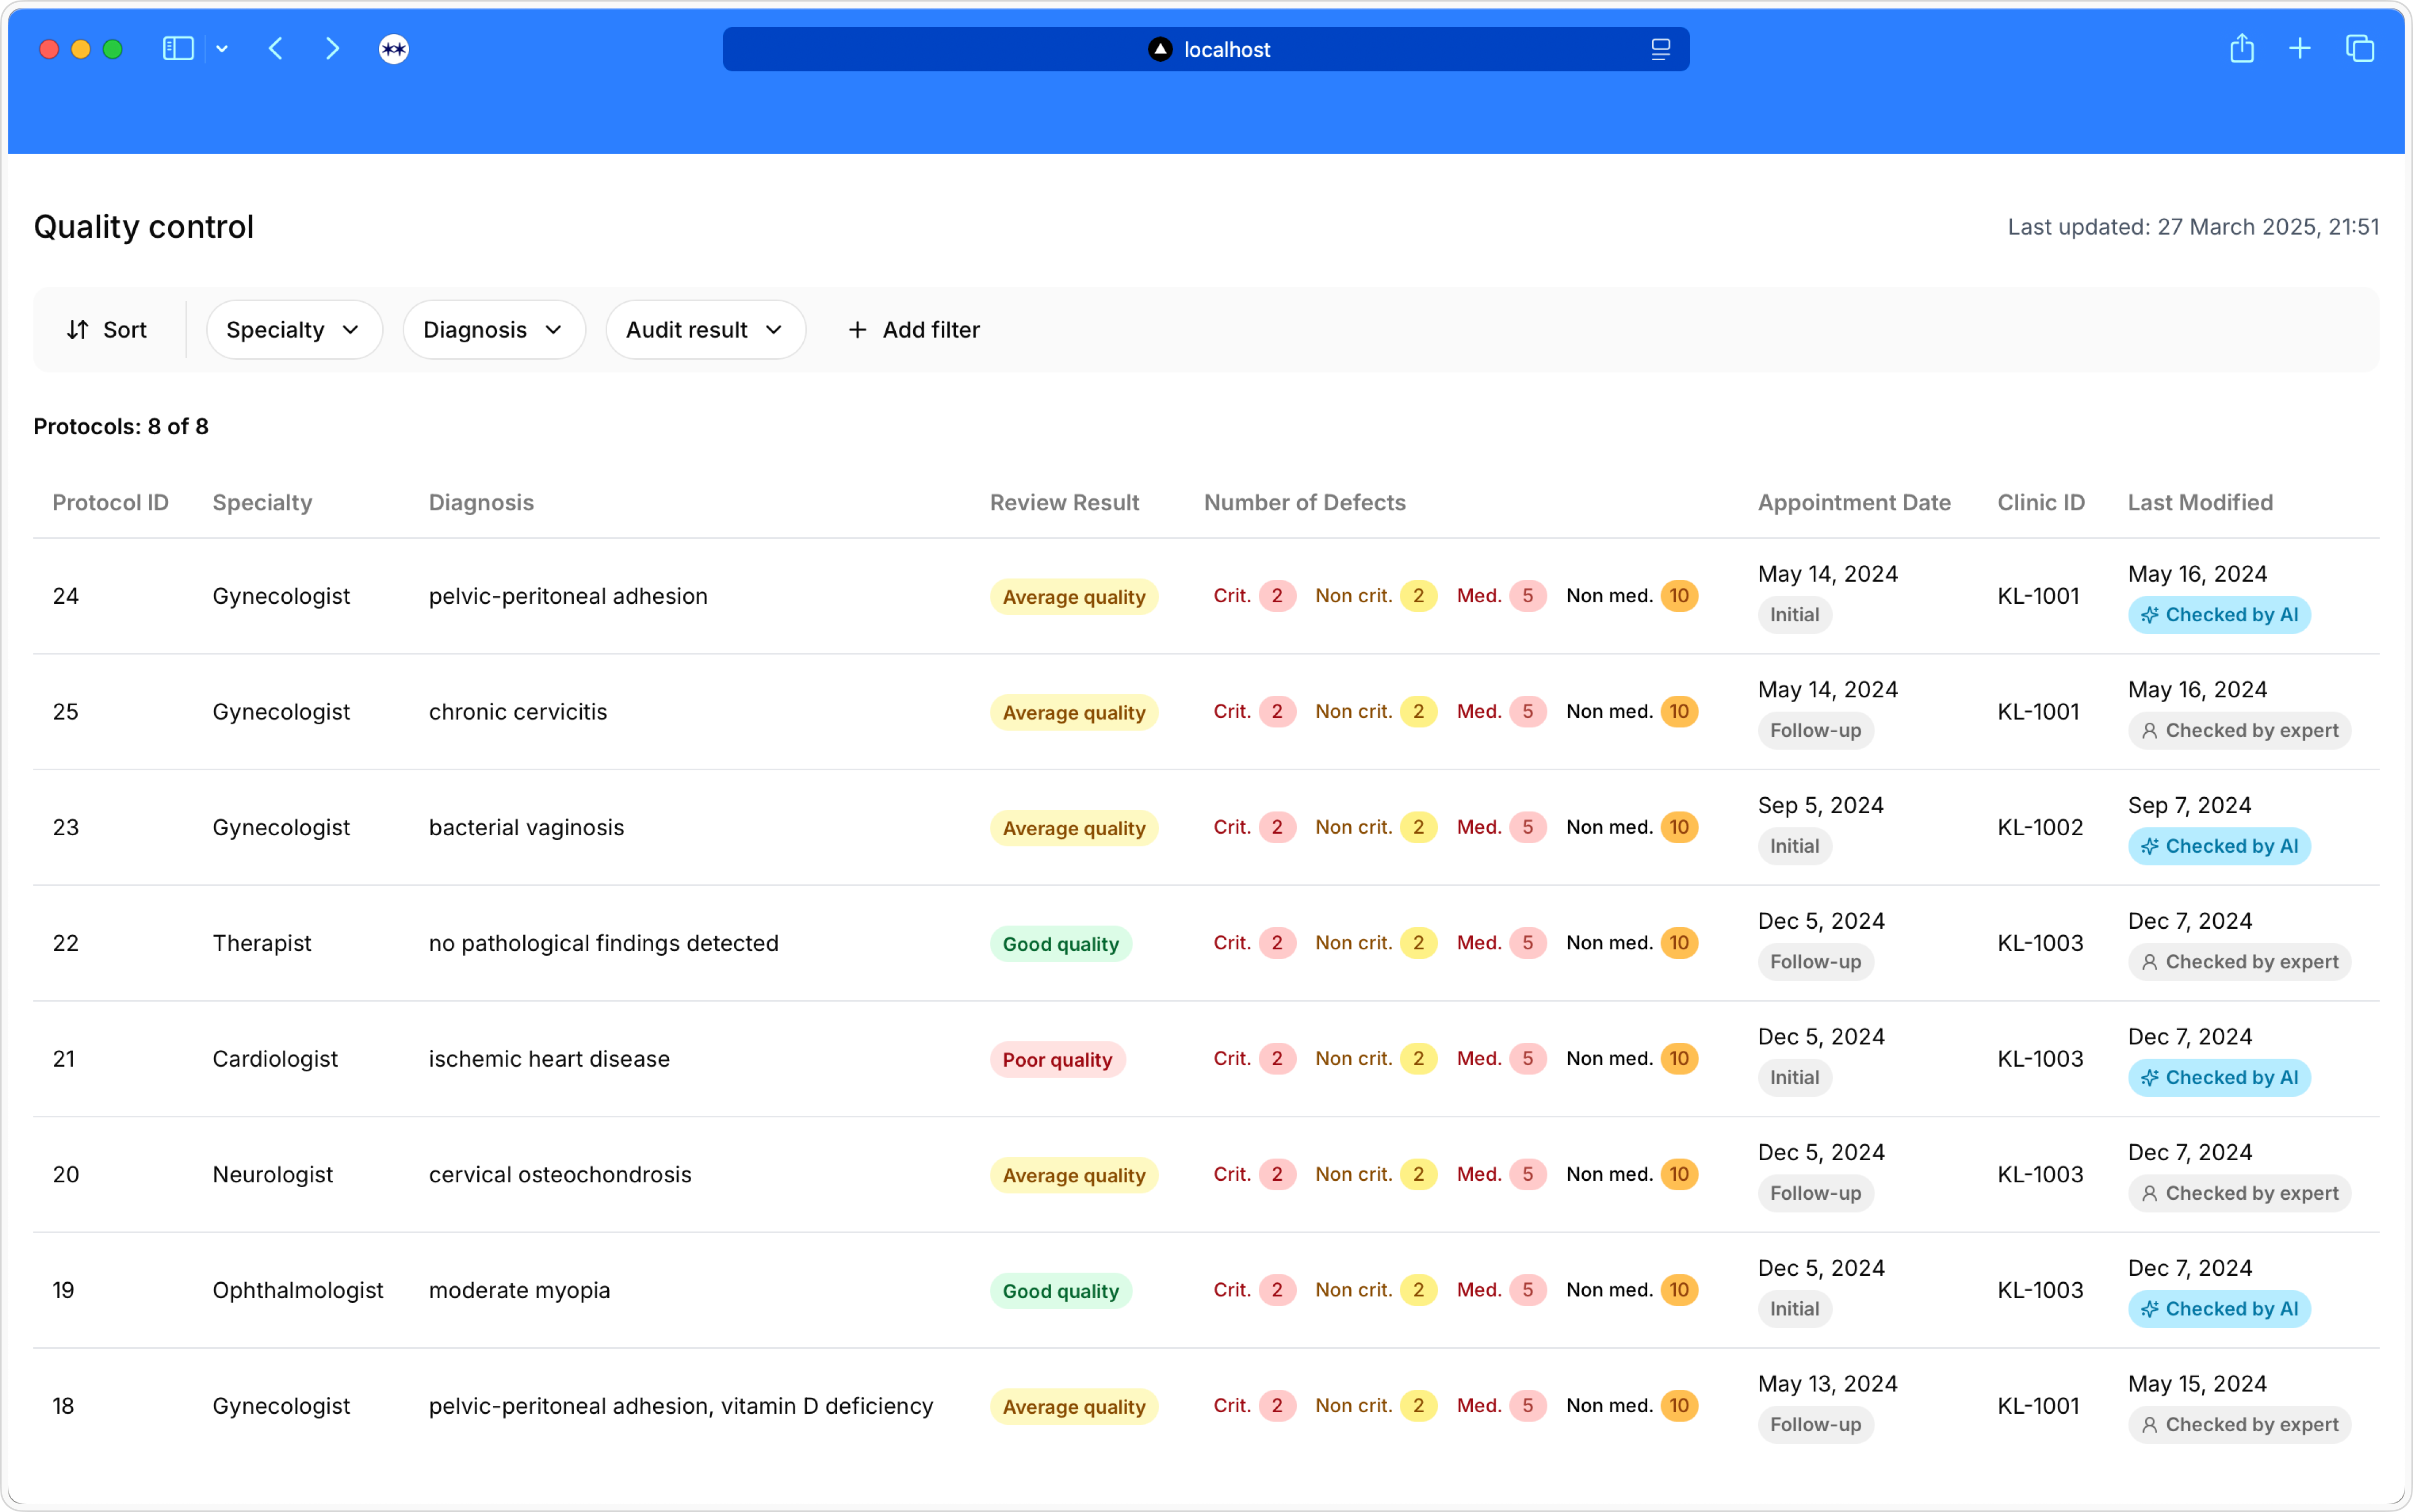 localhost
Quality control
Last updated: 27 March 2025, 21:51
Sort Specialty Diagnosis Audit result + Add filter
Protocols: 8 of 8
Protocol ID Specialty Diagnosis Review Result Number of Defects Appointment Date Clinic ID Last Modified
24 Gynecologist pelvic-peritoneal adhesion Average quality Crit. 2 Non crit. 2 Med. 5 Non med. 10 May 14, 2024 Initial KL-1001 May 16, 2024 Checked by AI
25 Gynecologist chronic cervicitis Average quality Crit. 2 Non crit. 2 Med. 5 Non med. 10 May 14, 2024 Follow-up KL-1001 May 16, 2024 Checked by expert
23 Gynecologist bacterial vaginosis Average quality Crit. 2 Non crit. 2 Med. 5 Non med. 10 Sep 5, 2024 Initial KL-1002 Sep 7, 2024 Checked by AI
22 Therapist no pathological findings detected Good quality Crit. 2 Non crit. 2 Med. 5 Non med. 10 Dec 5, 2024 Follow-up KL-1003 Dec 7, 2024 Checked by expert
21 Cardiologist ischemic heart disease Poor quality Crit. 2 Non crit. 2 Med. 5 Non med. 10 Dec 5, 2024 Initial KL-1003 Dec 7, 2024 Checked by AI
20 Neurologist cervical osteochondrosis Average quality Crit. 2 Non crit. 2 Med. 5 Non med. 10 Dec 5, 2024 Follow-up KL-1003 Dec 7, 2024 Checked by expert
19 Ophthalmologist moderate myopia Good quality Crit. 2 Non crit. 2 Med. 5 Non med. 10 Dec 5, 2024 Initial KL-1003 Dec 7, 2024 Checked by AI
18 Gynecologist pelvic-peritoneal adhesion, vitamin D deficiency Average quality Crit. 2 Non crit. 2 Med. 5 Non med. 10 May 13, 2024 Follow-up KL-1001 May 15, 2024 Checked by expert